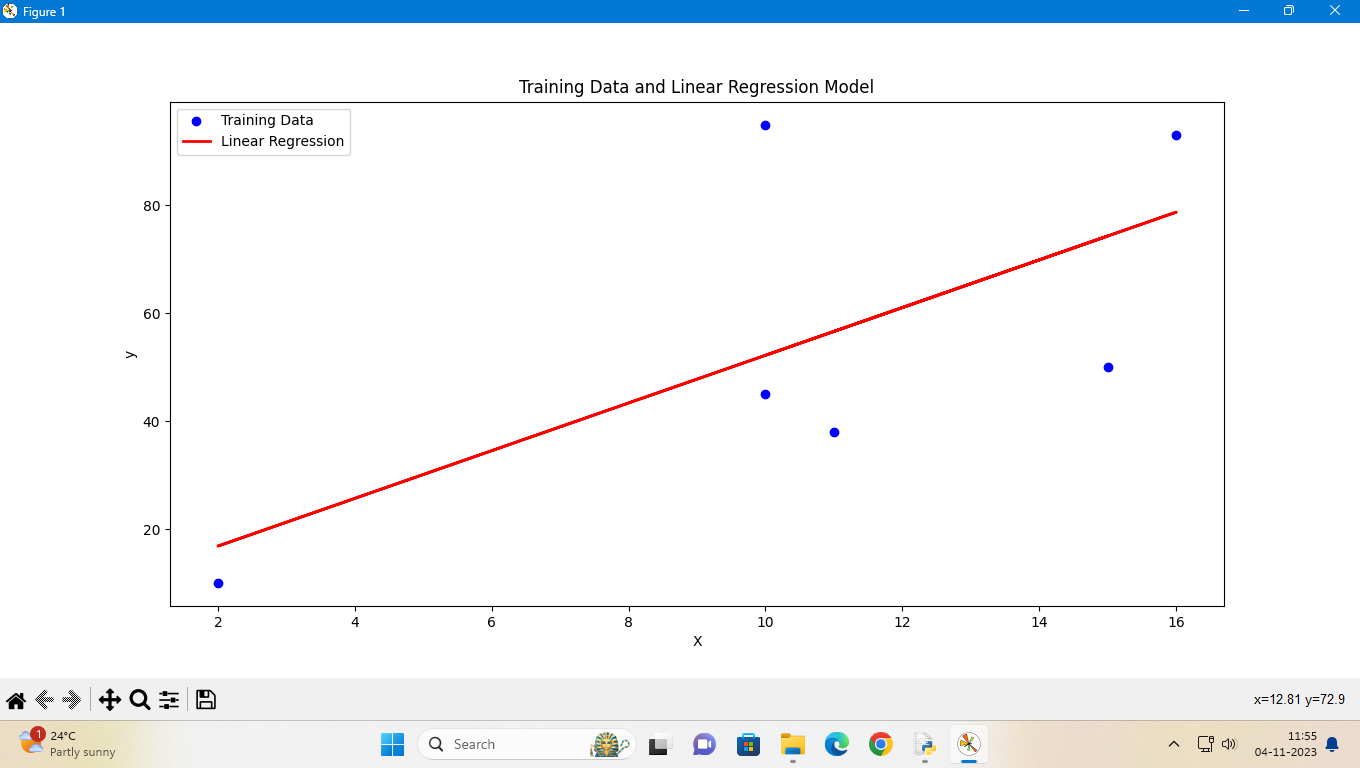 Figure 1
Training Data and Linear Regression Model
Training Data
Linear Regression
80
60
40
20
y
2 4 6 8 10 12 14 16
X
x=12.81 y=72.9
1
24°C
Partly sunny
Search
11:55
04-11-2023